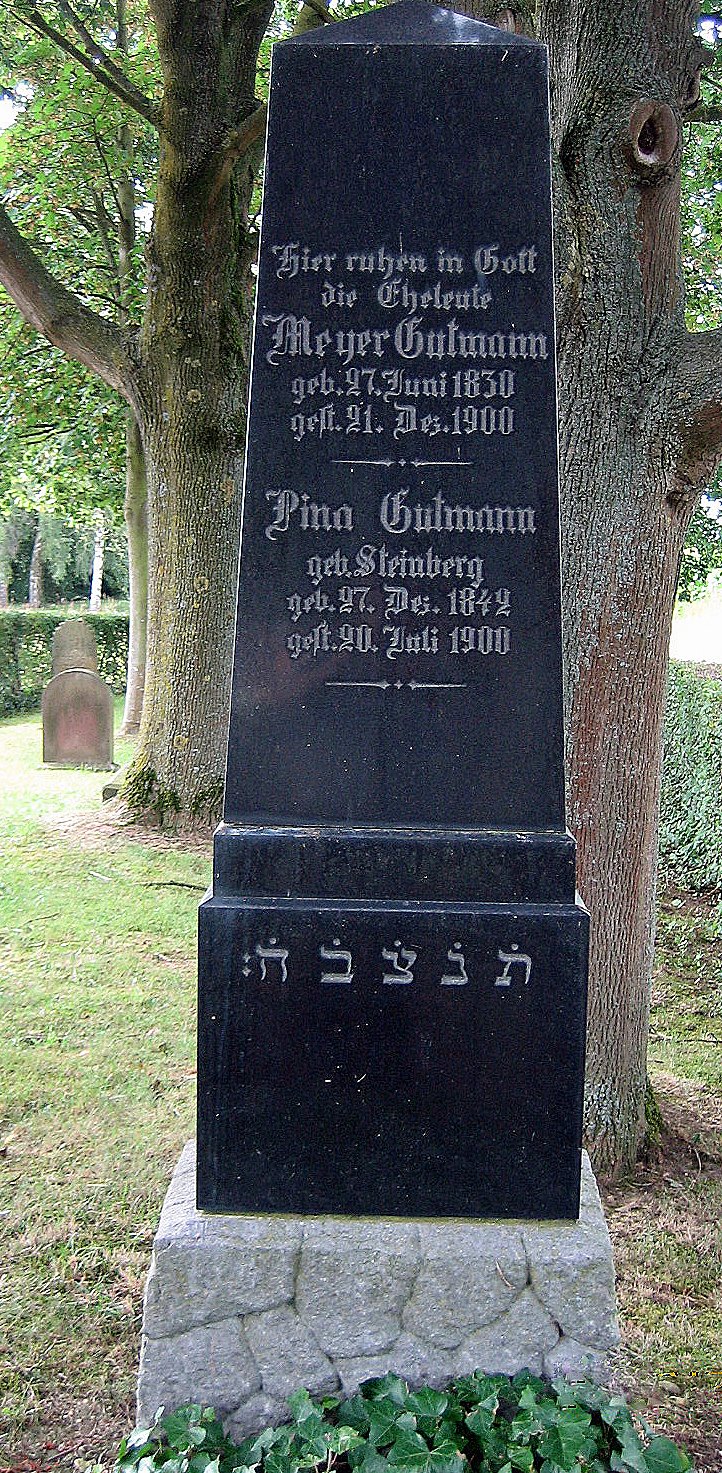 Hier ruhen in Gott
die Eheleute
Meyer Gutmann
geb. 27. Juni 1830
gest. 21. Dez. 1900
Pina Gutmann
geb. Steinberg
geb. 27. Dez. 1842
gest. 20. Juli 1900
תׄנׄצׄבׄהׄ: